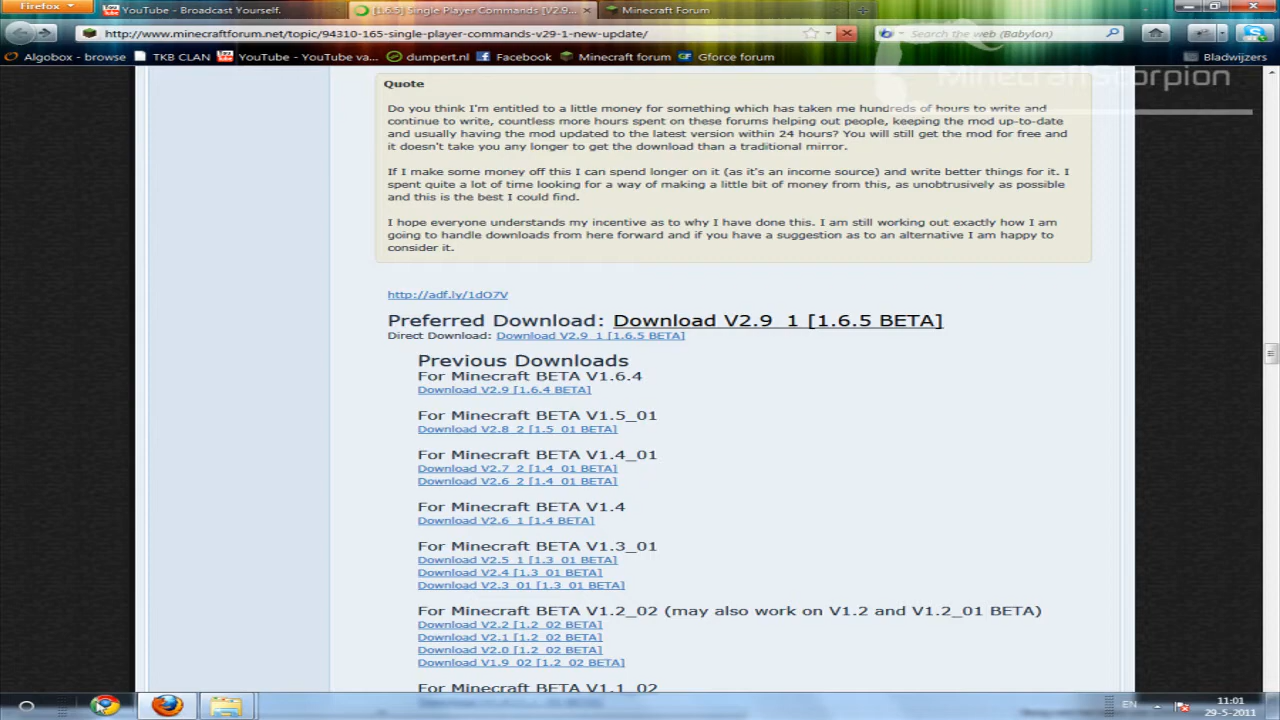 Firefox
YouTube - Broadcast Yourself.
[1.6.5] Single Player Commands [V2.9...
Minecraft Forum
http://www.minecraftforum.net/topic/94310-165-single-player-commands-v29-1-new-update/
Search the web (Babylon)
Algobox - awesome
TKB CLAN
YouTube - YouTube va...
dumpert.nl
Facebook
Minecraft forum
Gforce forum
Bladwijzers
MinecraftScorpion
Quote
Do you think I'm entitled to a little money for something which has taken me hundreds of hours to write and
continue to write, countless more hours spent on these forums helping out people, keeping the mod up-to-date
and usually having the mod updated to the latest version within 24 hours? You will still get the mod for free and
it doesn't take you any longer to get the download than a traditional mirror.
If I make some money off this I can spend longer on it (as it's an income source) and write better things for it. I
spent quite a lot of time looking for a way of making a little bit of money from this, as unobtrusively as possible
and this is the best I could find.
I hope everyone understands my incentive as to why I have done this. I am still working out exactly how I am
going to handle downloads from here forward and if you have a suggestion as to an alternative I am happy to
consider it.
http://adf.ly/1dO7V
Preferred Download: Download V2.9_1 [1.6.5 BETA]
Direct Download: Download V2.9_1 [1.6.5 BETA]
Previous Downloads
For Minecraft BETA V1.6.4
Download V2.9 [1.6.4 BETA]
For Minecraft BETA V1.5_01
Download V2.8_2 [1.5_01 BETA]
For Minecraft BETA V1.4_01
Download V2.7_2 [1.4_01 BETA]
Download V2.6_2 [1.4_01 BETA]
For Minecraft BETA V1.4
Download V2.6_1 [1.4 BETA]
For Minecraft BETA V1.3_01
Download V2.5_1 [1.3_01 BETA]
Download V2.4 [1.3_01 BETA]
Download V2.3_01 [1.3_01 BETA]
For Minecraft BETA V1.2_02 (may also work on V1.2 and V1.2_01 BETA)
Download V2.2 [1.2_02 BETA]
Download V2.1 [1.2_02 BETA]
Download V2.0 [1.2_02 BETA]
Download V1.9_02 [1.2_02 BETA]
For Minecraft BETA V1.1_02
EN
11:01
29-5-2011